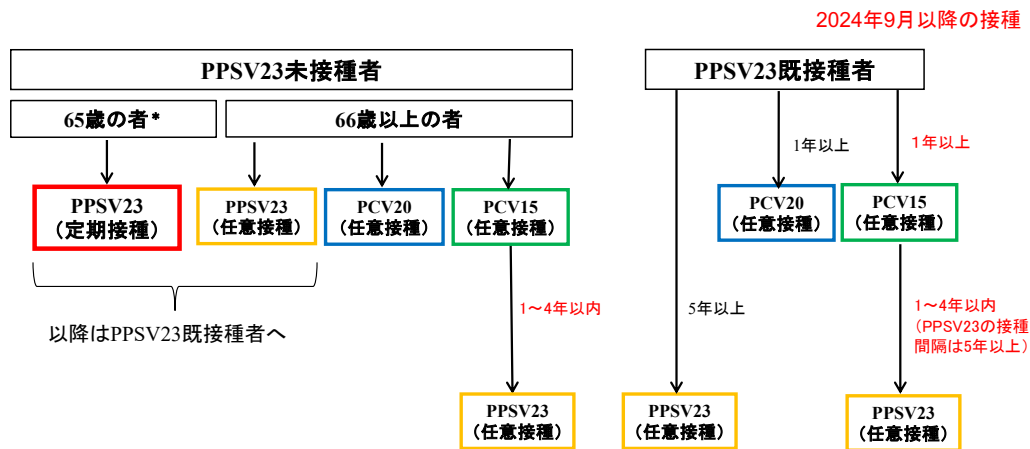 2024年9月以降の接種
PPSV23未接種者
PPSV23既接種者
65歳の者*
66歳以上の者
1年以上
1年以上
PPSV23
（定期接種）
PPSV23
（任意接種）
PCV20
（任意接種）
PCV15
（任意接種）
PCV20
（任意接種）
PCV15
（任意接種）
以降はPPSV23既接種者へ
1～4年以内
5年以上
1～4年以内
（PPSV23の接種
間隔は5年以上）
PPSV23
（任意接種）
PPSV23
（任意接種）
PPSV23
（任意接種）